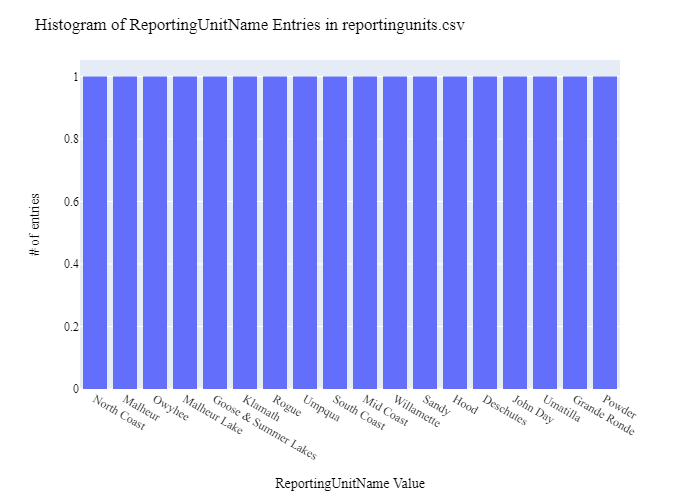 Histogram of ReportingUnitName Entries in reportingunits.csv
# of entries
1
0.8
0.6
0.4
0.2
0
North Coast
Malheur
Owyhee
Malheur Lake
Goose & Summer Lakes
Klamath
Rogue
Umpqua
South Coast
Mid Coast
Willamette
Sandy
Hood
Deschutes
John Day
Umatilla
Grande Ronde
Powder
ReportingUnitName Value